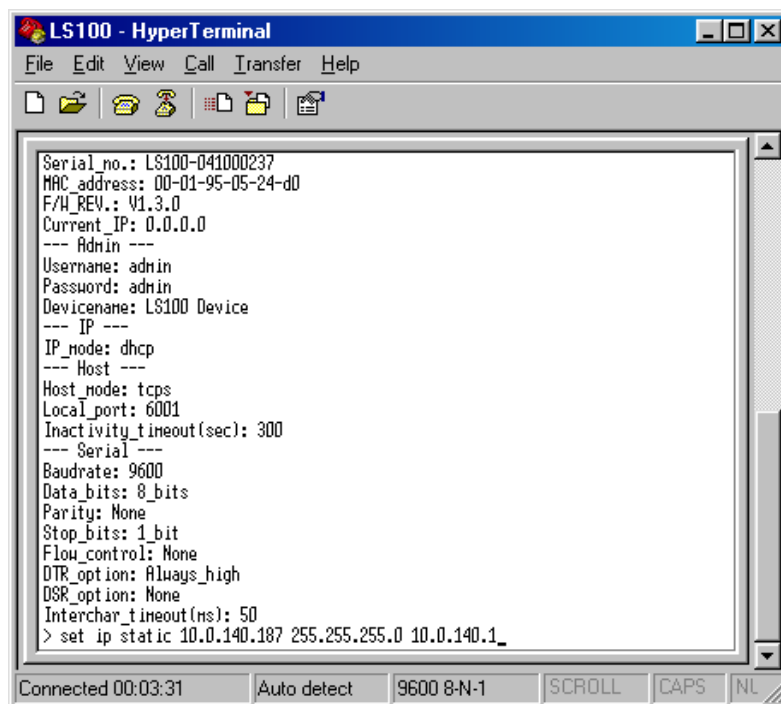 LS100 - HyperTerminal
File Edit View Call Transfer Help
Serial_no.: LS100-041000237
MAC_address: 00-01-95-05-24-d0
F/W_REV.: V1.3.0
Current_IP: 0.0.0.0
--- Admin ---
Username: admin
Password: admin
Devicename: LS100 Device
--- IP ---
IP_mode: dhcp
--- Host ---
Host_mode: tcps
Local_port: 6001
Inactivity_timeout(sec): 300
--- Serial ---
Baudrate: 9600
Data_bits: 8_bits
Parity: None
Stop_bits: 1_bit
Flow_control: None
DTR_option: Always_high
DSR_option: None
Interchar_timeout(ms): 50
> set ip static 10.0.140.187 255.255.255.0 10.0.140.1_
Connected 00:03:31 Auto detect 9600 8-N-1 SCROLL CAPS NU